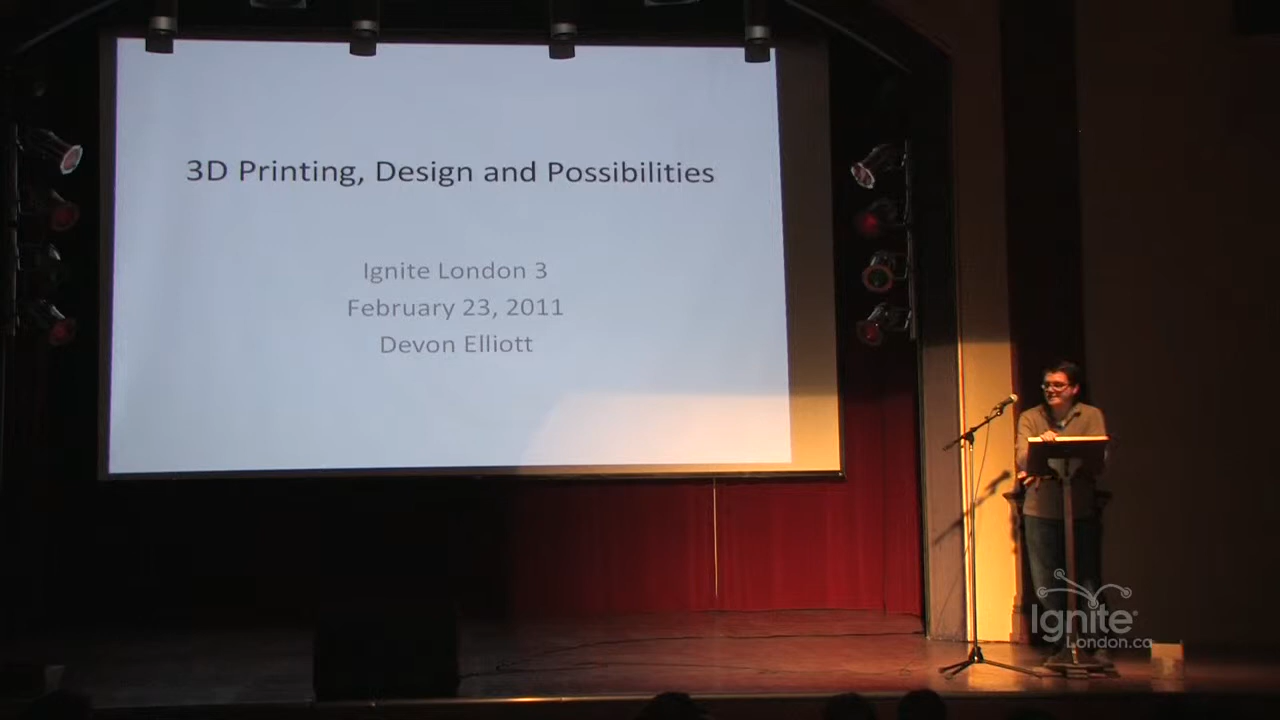 3D Printing, Design and Possibilities
Ignite London 3
February 23, 2011
Devon Elliott
Ignite
London.ca